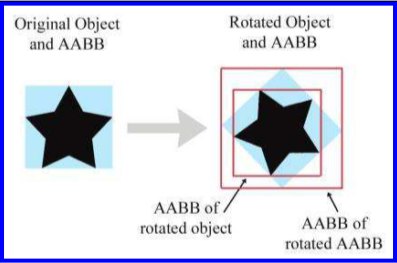 Original Object
and AABB
Rotated Object
and AABB
AABB of
rotated object
AABB of
rotated AABB